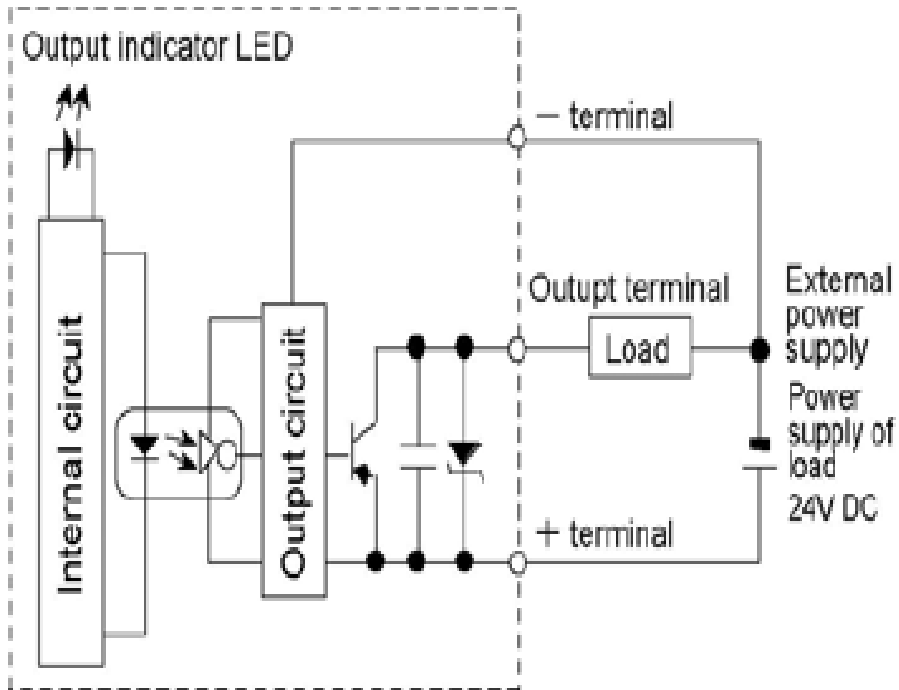 Output indicator LED
− terminal
Outupt terminal
External
power
supply
Load
Power
supply of
load
24V DC
+ terminal
Internal circuit
Output circuit